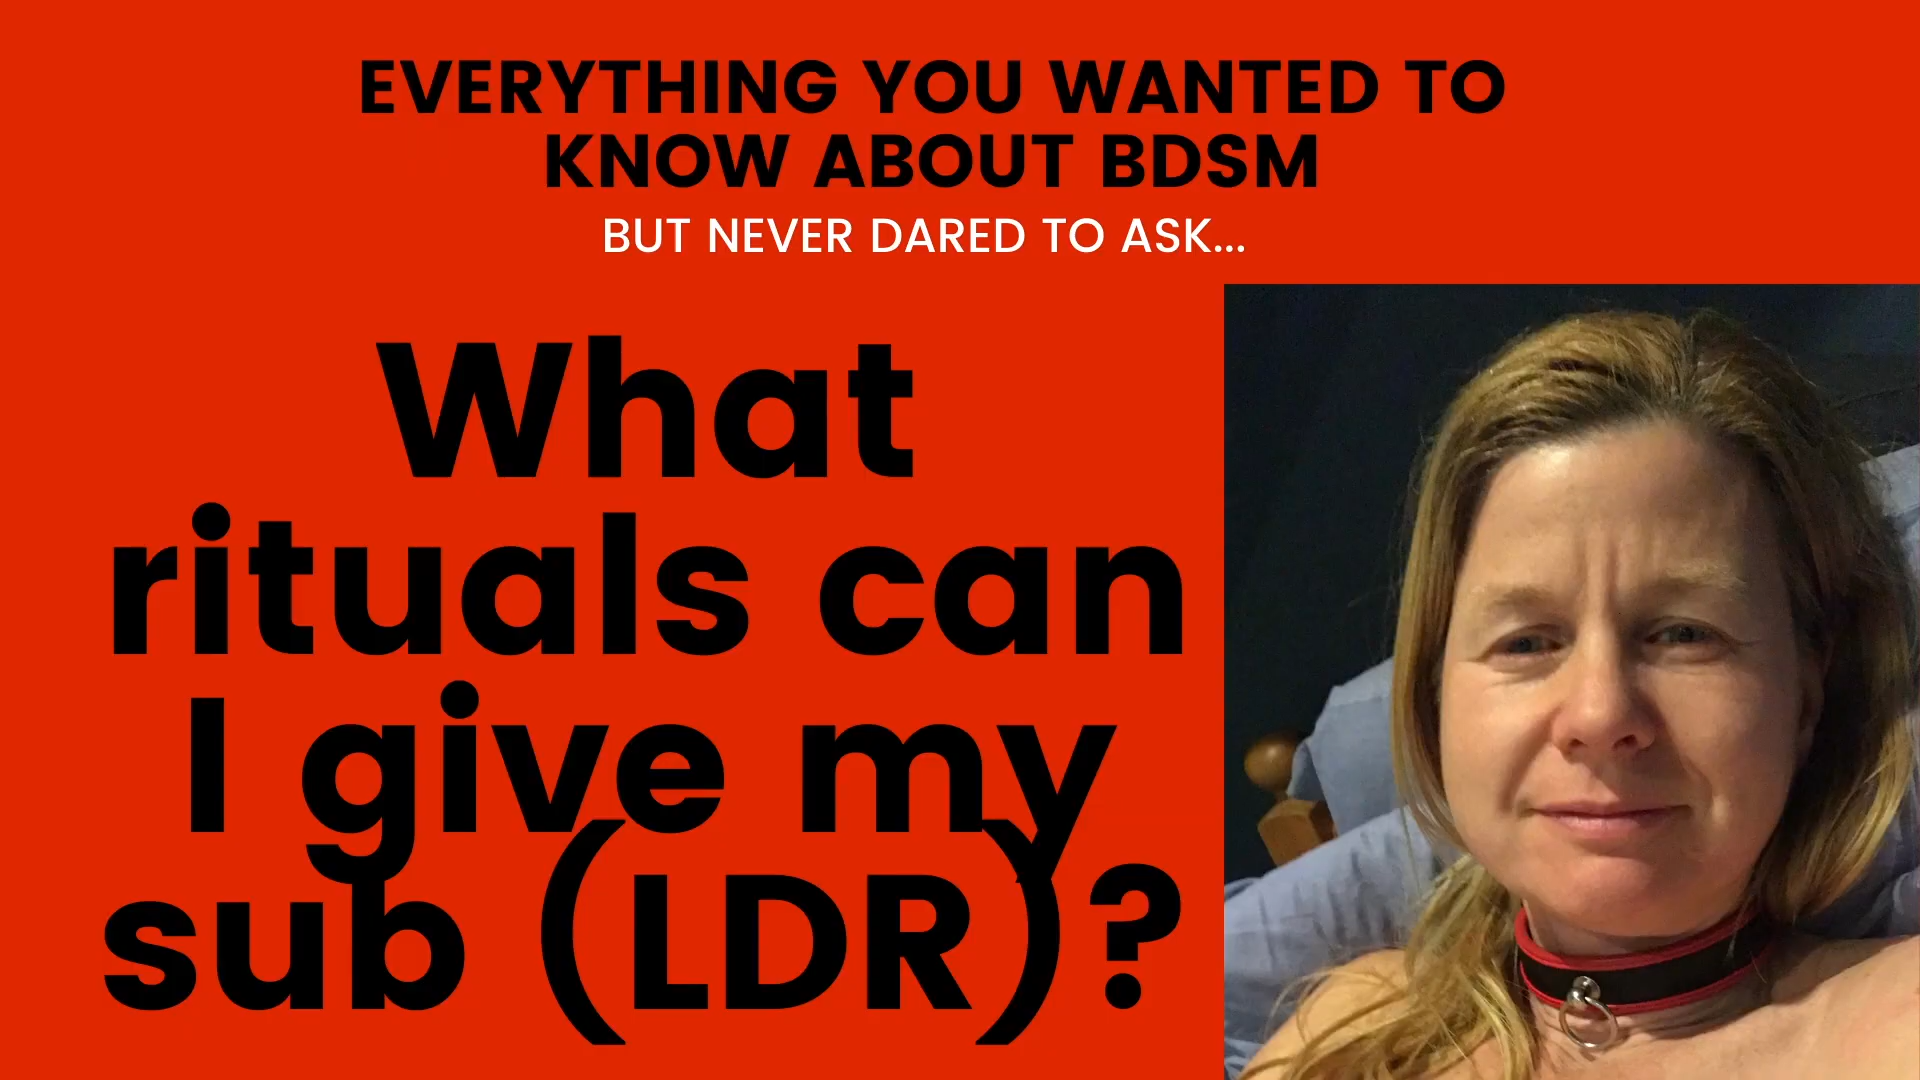 EVERYTHING YOU WANTED TO
KNOW ABOUT BDSM
BUT NEVER DARED TO ASK...
What
rituals can
I give my
sub (LDR)?